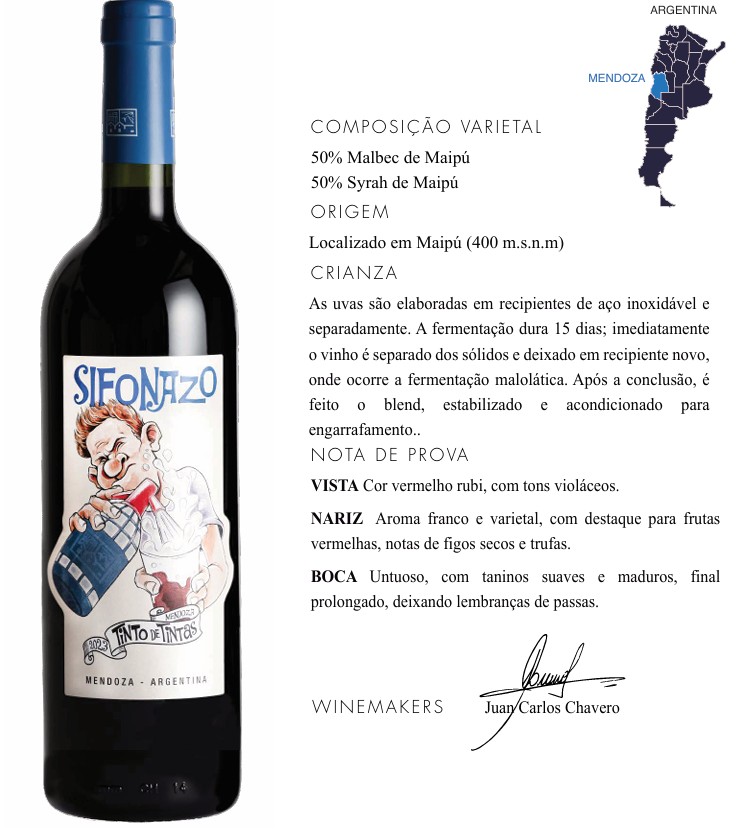 ARGENTINA
MENDOZA
COMPOSIÇÃO VARIETAL
50% Malbec de Maipú
50% Syrah de Maipú
ORIGEM
Localizado em Maipú (400 m.s.n.m)
CRIANZA
As uvas são elaboradas em recipientes de aço inoxidável e
separadamente. A fermentação dura 15 dias; imediatamente
o vinho é separado dos sólidos e deixado em recipiente novo,
onde ocorre a fermentação malolática. Após a conclusão, é
feito o blend, estabilizado e acondicionado para
engarrafamento..
NOTA DE PROVA
VISTA Cor vermelho rubi, com tons violáceos.
NARIZ Aroma franco e varietal, com destaque para frutas
vermelhas, notas de figos secos e trufas.
BOCA Untuoso, com taninos suaves e maduros, final
prolongado, deixando lembranças de passas.
WINEMAKERS
Juan Carlos Chavero
SIFONAZO
MENDOZA
2023
TINTO DE TINTAS
MENDOZA - ARGENTINA